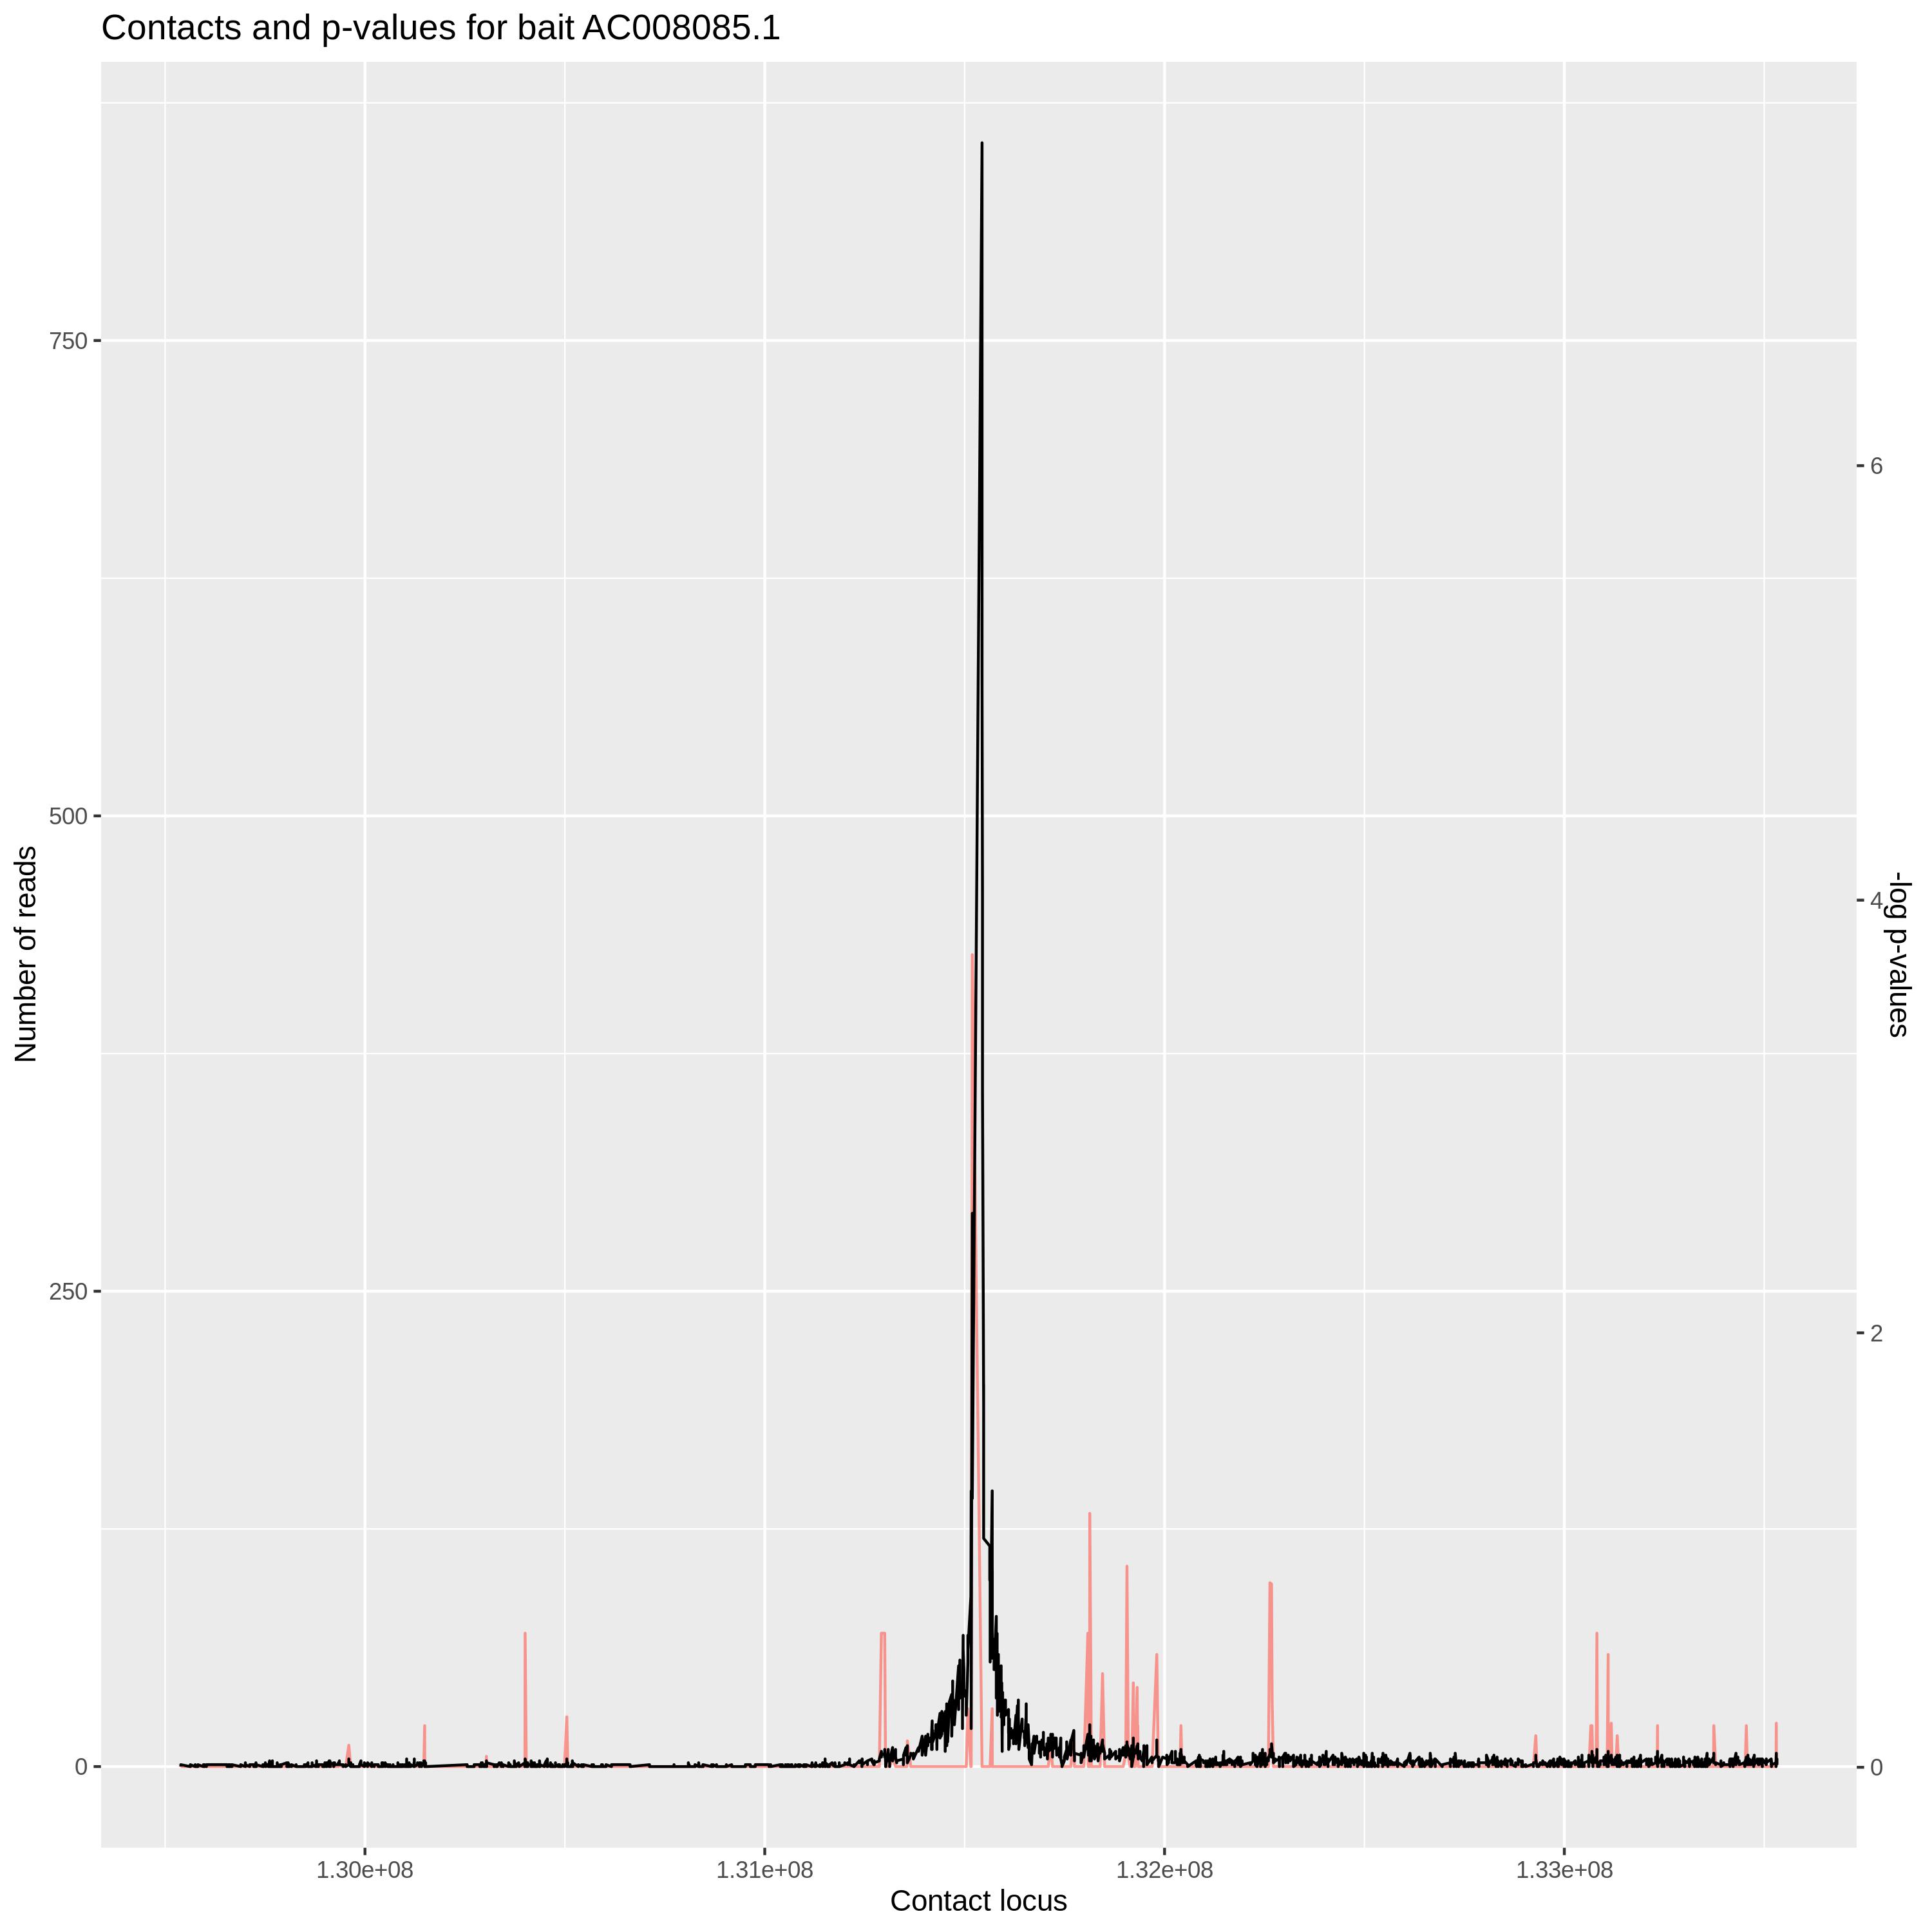 Contacts and p-values for bait AC008085.1
750
500
250
0
Number of reads
6
4
2
0
-log p-values
1.30e+08
1.31e+08
1.32e+08
1.33e+08
Contact locus